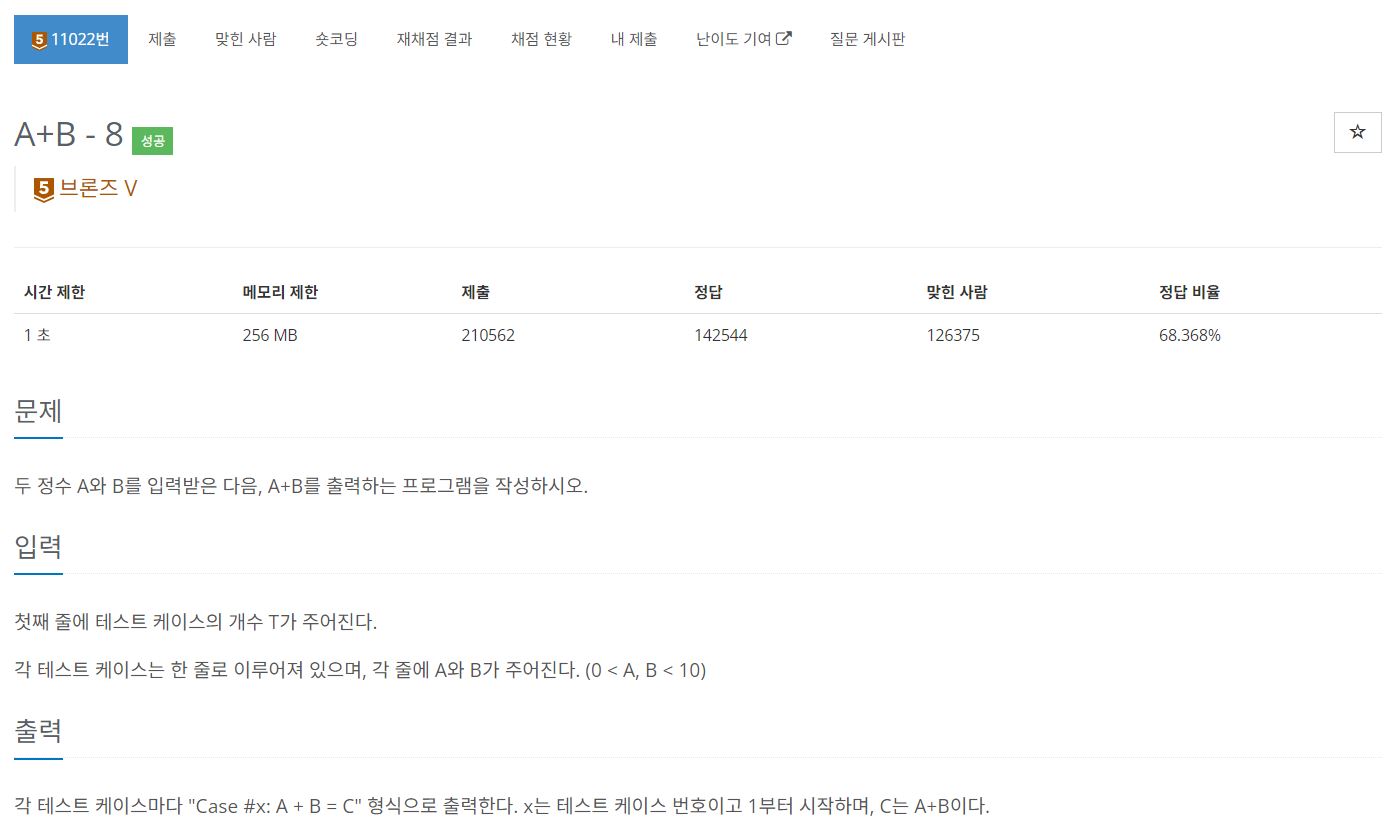 5 11022번 제출 맞힌 사람 숏코딩 재채점 결과 채점 현황 내 제출 난이도 기여 질문 게시판
A+B - 8 성공
5 브론즈 V
시간 제한 메모리 제한 제출 정답 맞힌 사람 정답 비율
1 초 256 MB 210562 142544 126375 68.368%
문제
두 정수 A와 B를 입력받은 다음, A+B를 출력하는 프로그램을 작성하시오.
입력
첫째 줄에 테스트 케이스의 개수 T가 주어진다.
각 테스트 케이스는 한 줄로 이루어져 있으며, 각 줄에 A와 B가 주어진다. (0 < A, B < 10)
출력
각 테스트 케이스마다 "Case #x: A + B = C" 형식으로 출력한다. x는 테스트 케이스 번호이고 1부터 시작하며, C는 A+B이다.